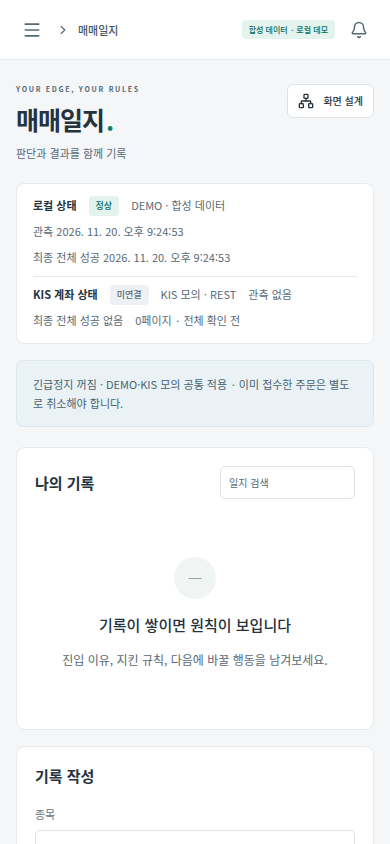 매매일지
합성 데이터 · 로컬 데모
YOUR EDGE, YOUR RULES
매매일지.
화면 설계
판단과 결과를 함께 기록
로컬 상태 정상 DEMO · 합성 데이터
관측 2026. 11. 20. 오후 9:24:53
최종 전체 성공 2026. 11. 20. 오후 9:24:53
KIS 계좌 상태 미연결 KIS 모의 · REST 관측 없음
최종 전체 성공 없음 0페이지 · 전체 확인 전
긴급정지 꺼짐 · DEMO·KIS 모의 공통 적용 · 이미 접수한 주문은 별도
로 취소해야 합니다.
나의 기록
일지 검색
기록이 쌓이면 원칙이 보입니다
진입 이유, 지킨 규칙, 다음에 바꿀 행동을 남겨보세요.
기록 작성
종목